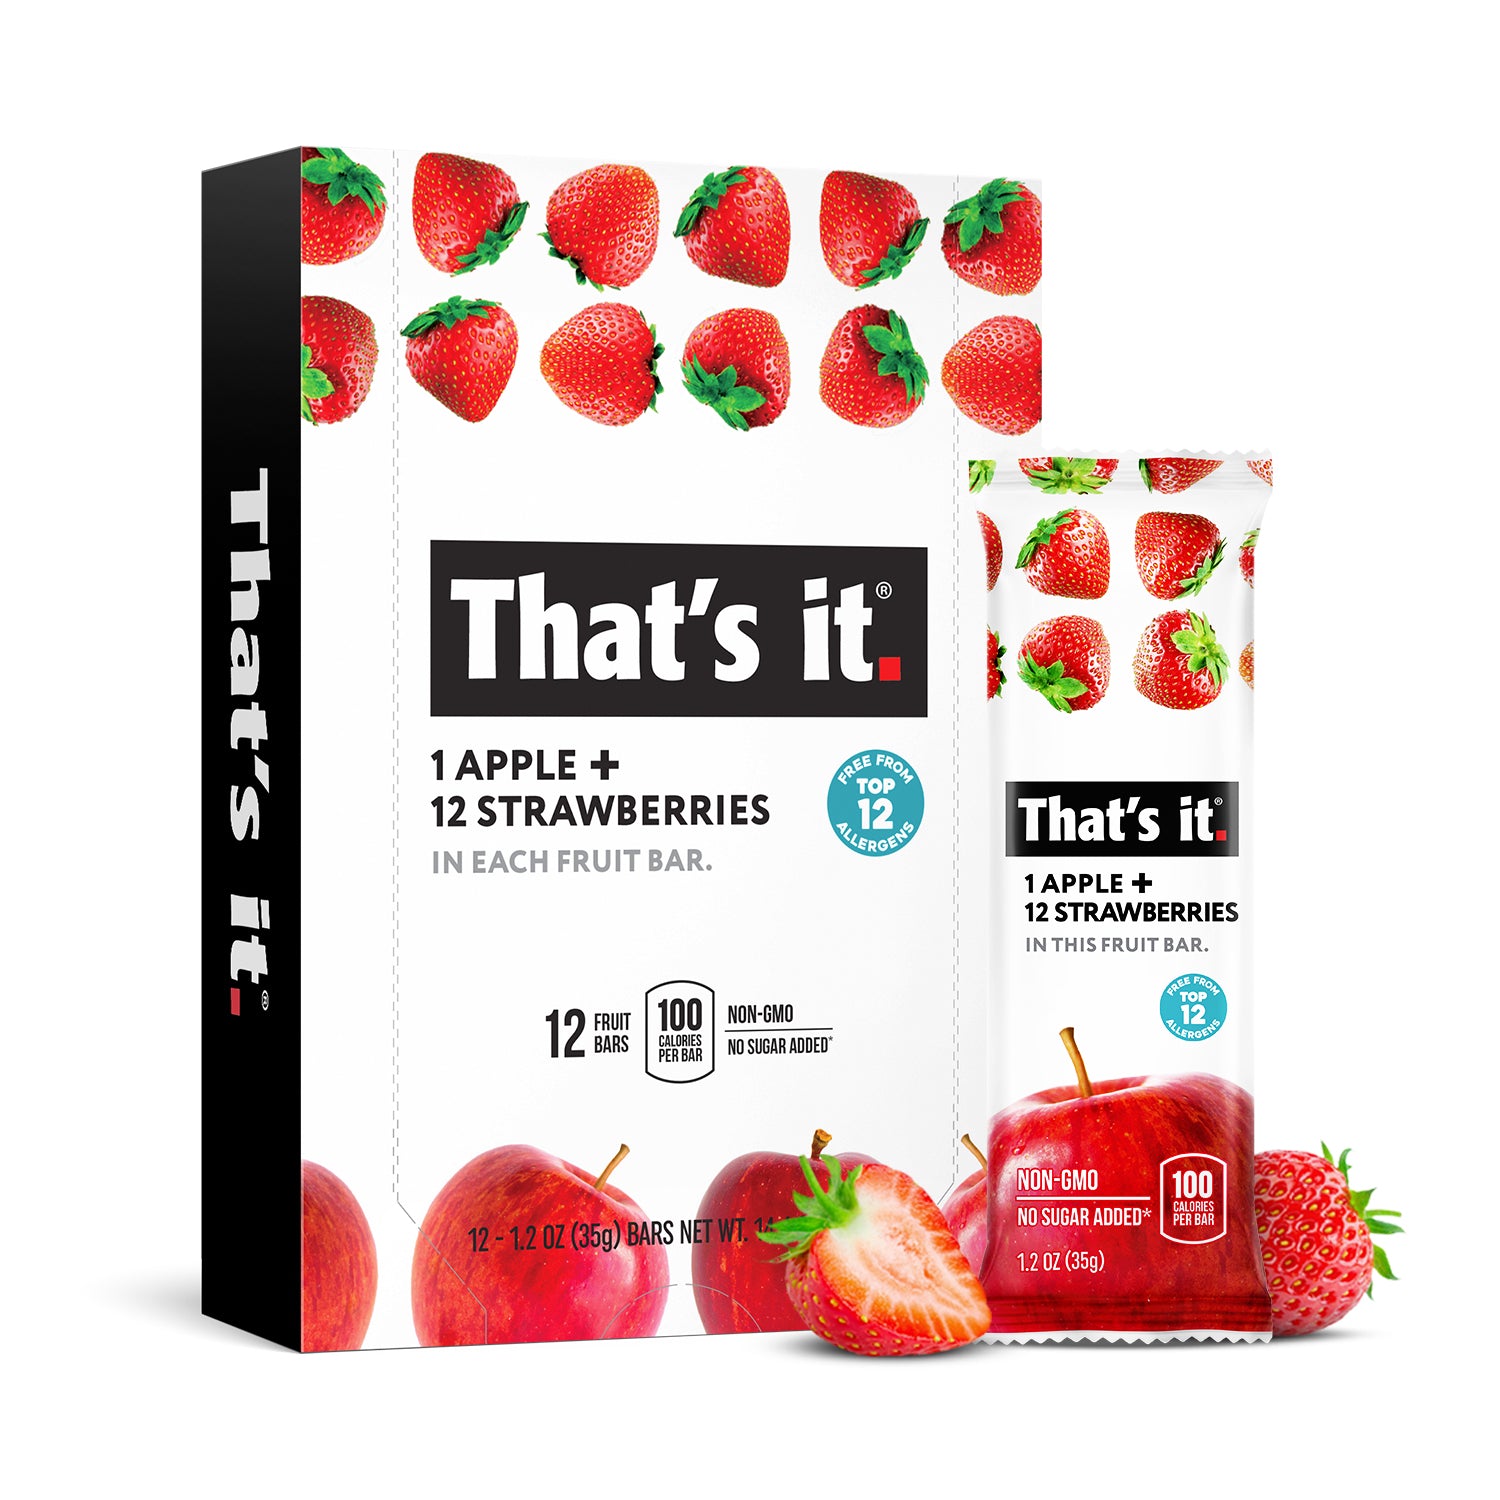 That's it.®
That's it.®
1 APPLE +
12 STRAWBERRIES
IN EACH FRUIT BAR.
FREE FROM
TOP
12
ALLERGENS
12 FRUIT
BARS
100
CALORIES
PER BAR
NON-GMO
NO SUGAR ADDED*
12 - 1.2 OZ (35g) BARS NET WT.
That's it.®
1 APPLE +
12 STRAWBERRIES
IN THIS FRUIT BAR.
FREE FROM
TOP
12
ALLERGENS
NON-GMO
NO SUGAR ADDED*
100
CALORIES
PER BAR
1.2 OZ (35g)